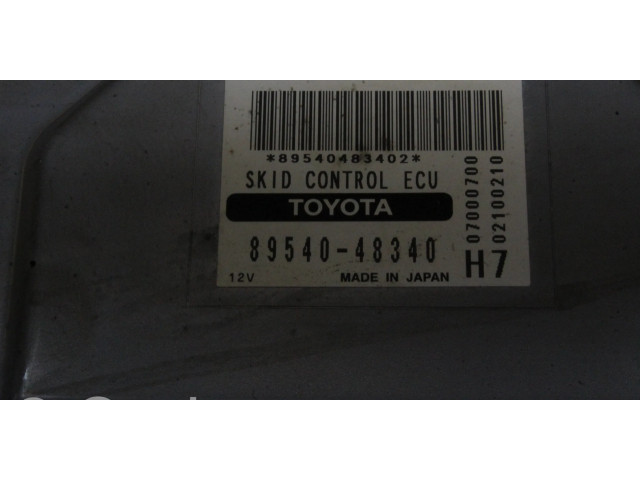 *89540483402*
SKID CONTROL ECU
TOYOTA
89540-48340
12V MADE IN JAPAN
H7
07000700
02100210